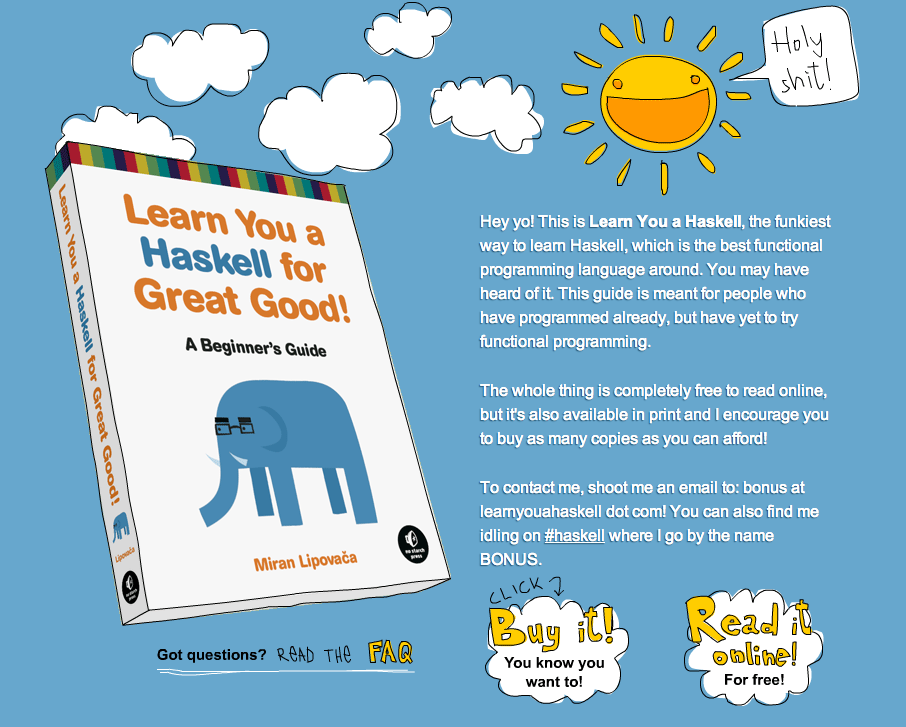 Holy
shit!
Learn You a
Haskell for
Great Good!
A Beginner's Guide
Miran Lipovača
no starch
press
Learn You a Haskell for Great Good!
Lipovača
no starch
press
Hey yo! This is Learn You a Haskell, the funkiest
way to learn Haskell, which is the best functional
programming language around. You may have
heard of it. This guide is meant for people who
have programmed already, but have yet to try
functional programming.
The whole thing is completely free to read online,
but it's also available in print and I encourage you
to buy as many copies as you can afford!
To contact me, shoot me an email to: bonus at
learnyouahaskell dot com! You can also find me
idling on #haskell where I go by the name
BONUS.
CLICK
Buy it!
You know you
want to!
Read it
online!
For free!
Got questions? READ THE FAQ